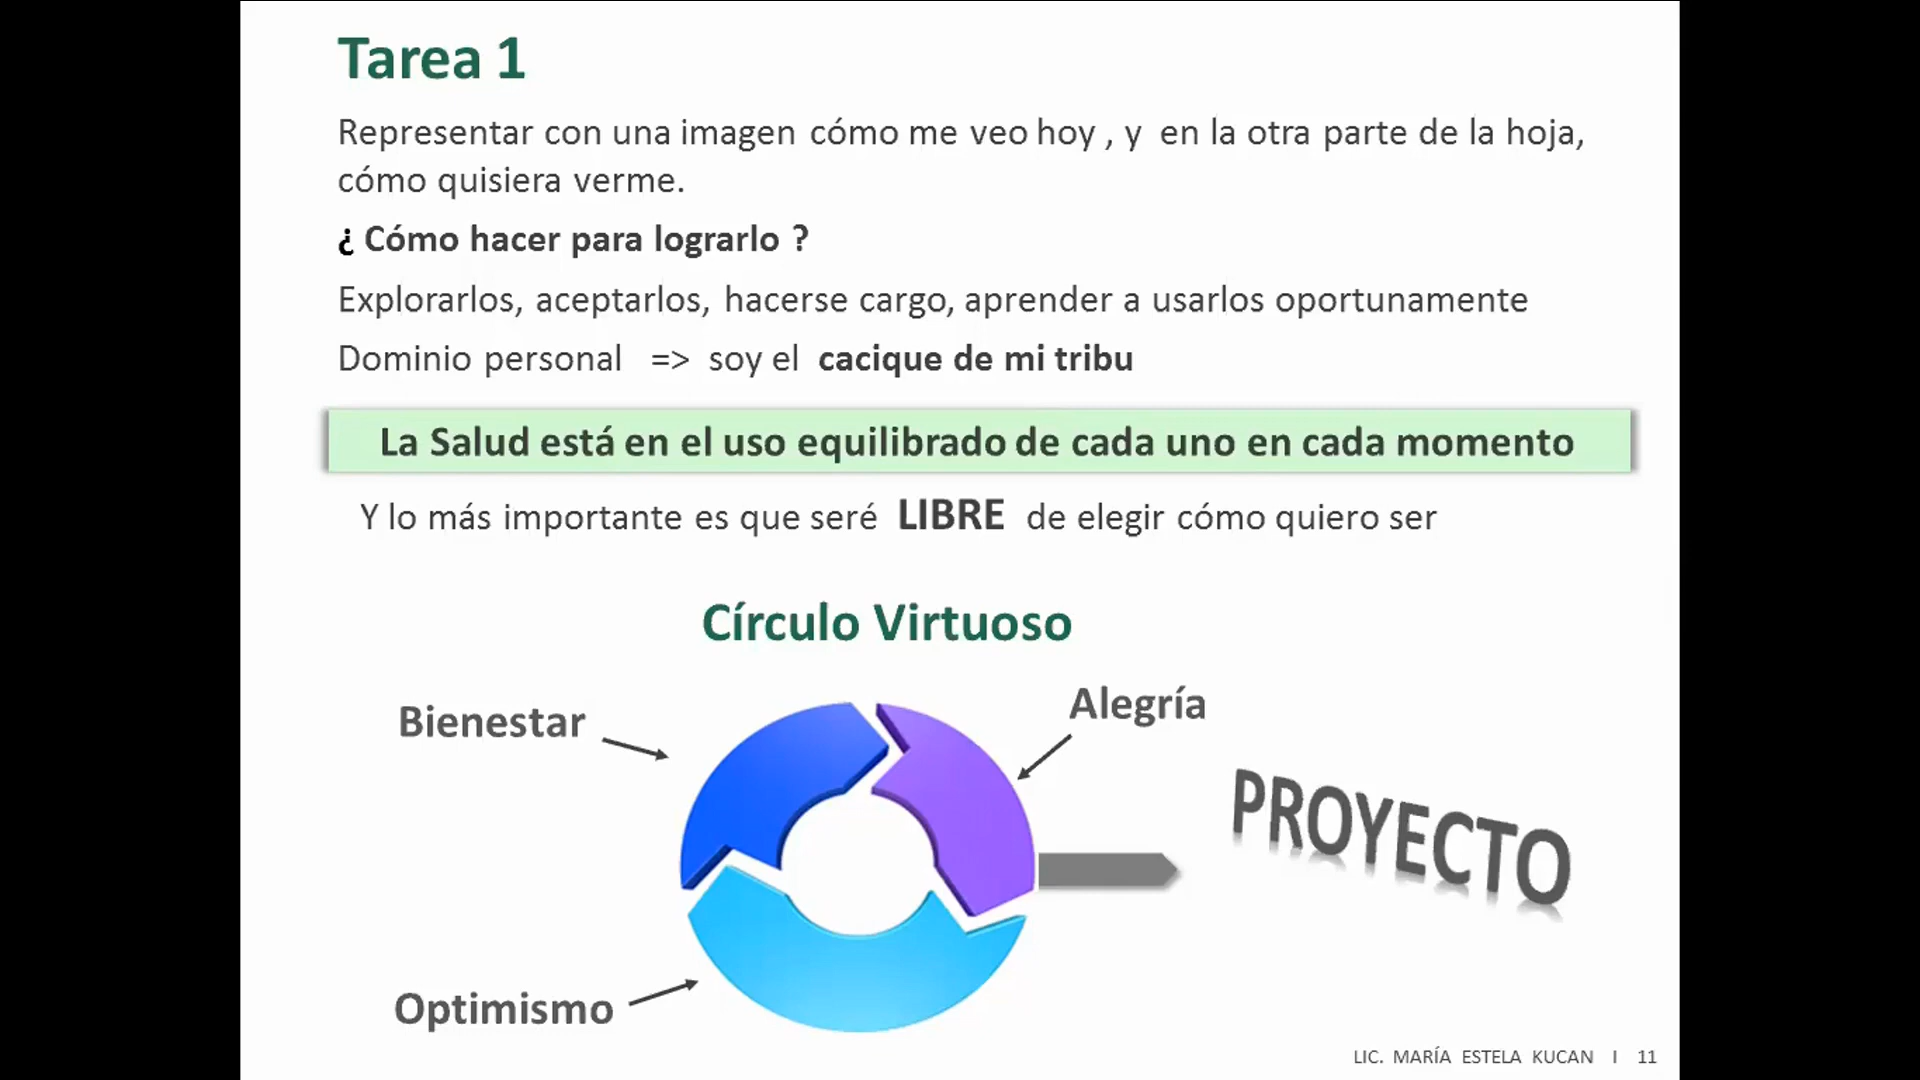 Tarea 1
Representar con una imagen cómo me veo hoy , y en la otra parte de la hoja,
cómo quisiera verme.
¿ Cómo hacer para lograrlo ?
Explorarlos, aceptarlos, hacerse cargo, aprender a usarlos oportunamente
Dominio personal => soy el cacique de mi tribu
La Salud está en el uso equilibrado de cada uno en cada momento
Y lo más importante es que seré LIBRE de elegir cómo quiero ser
Círculo Virtuoso
Bienestar
Alegría
PROYECTO
Optimismo
LIC. MARÍA ESTELA KUCAN I 11